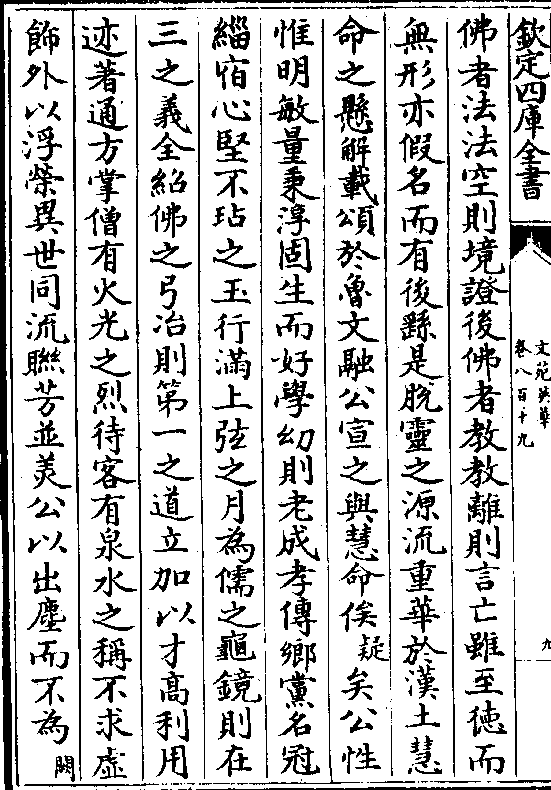 欽定四庫全書
文苑英華
卷八百十九
九
佛者法法空則境證後佛者教教離則言亡雖至徳而
無形亦假名而有後繇是脱靈之源流重華於漢土慧
命之懸解載頌於魯文融公宣之與慧命俟疑矣公性
惟明敏量秉淳固生而好學幼則老成孝傳鄉黨名冠
緇宿心堅不玷之玉行滿上弦之月為儒之龜鏡則在
三之義全紹佛之弓冶則第一之道立加以才高利用
迹著通方掌僧有火光之烈待客有泉水之稱不求虚
飾外以浮榮異世同流聯芳並羙公以出塵而不為闕